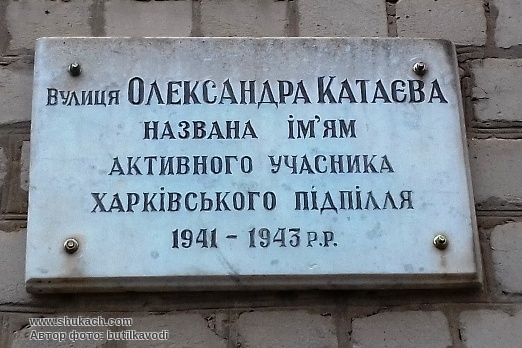 Вулиця Олександра Катаєва
названа ім'ям
активного учасника
харківського підпілля
1941 – 1943 р.р.
www.shukach.com
Автор фото: butilkavodi